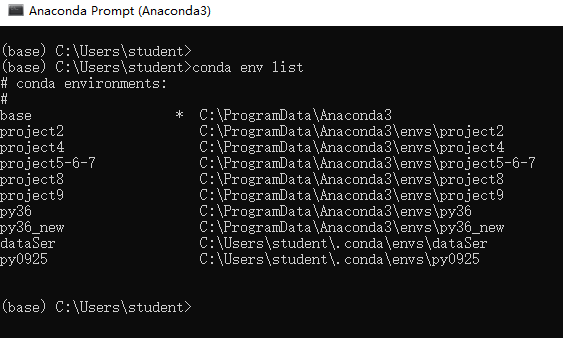 Anaconda Prompt (Anaconda3)
(base) C:\Users\student>
(base) C:\Users\student>conda env list
# conda environments:
#
base                  *  C:\ProgramData\Anaconda3
project2                 C:\ProgramData\Anaconda3\envs\project2
project4                 C:\ProgramData\Anaconda3\envs\project4
project5-6-7             C:\ProgramData\Anaconda3\envs\project5-6-7
project8                 C:\ProgramData\Anaconda3\envs\project8
project9                 C:\ProgramData\Anaconda3\envs\project9
py36                     C:\ProgramData\Anaconda3\envs\py36
py36_new                 C:\ProgramData\Anaconda3\envs\py36_new
dataSer                  C:\Users\student\.conda\envs\dataSer
py0925                   C:\Users\student\.conda\envs\py0925
(base) C:\Users\student>